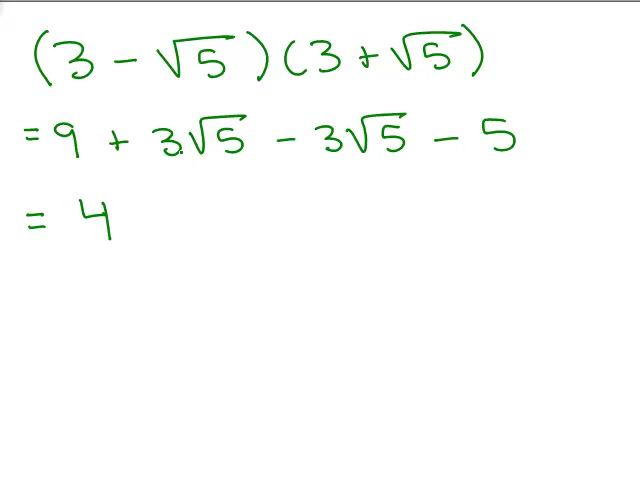 (3 - √5)(3 + √5)
= 9 + 3√5 - 3√5 - 5
= 4